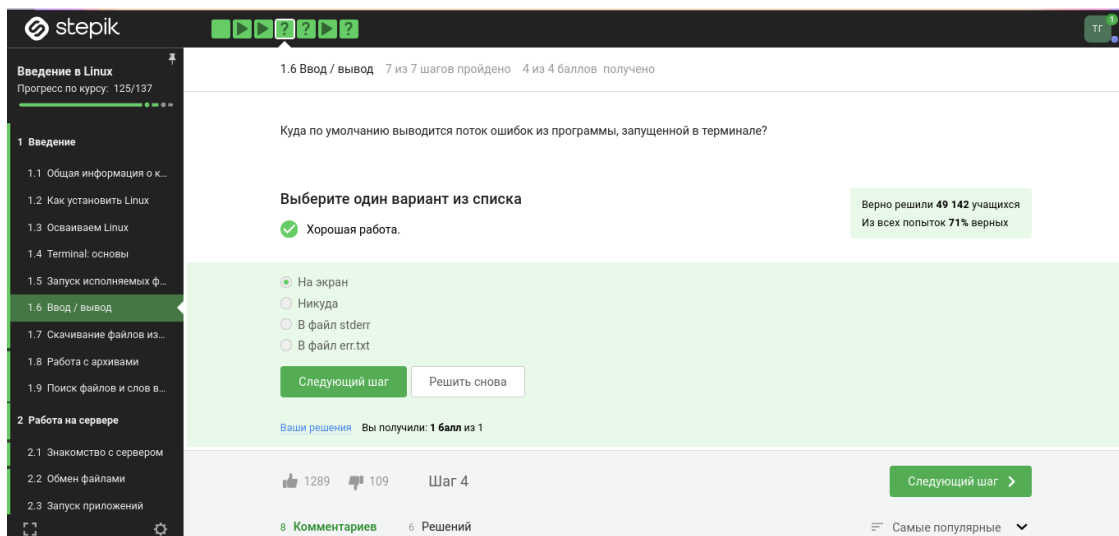 stepik
? ? ?
ТГ
1
Введение в Linux
Прогресс по курсу: 125/137
1 Введение
1.1 Общая информация о к...
1.2 Как установить Linux
1.3 Осваиваем Linux
1.4 Terminal: основы
1.5 Запуск исполняемых ф...
1.6 Ввод / вывод
1.7 Скачивание файлов из...
1.8 Работа с архивами
1.9 Поиск файлов и слов в...
2 Работа на сервере
2.1 Знакомство с сервером
2.2 Обмен файлами
2.3 Запуск приложений
1.6 Ввод / вывод 7 из 7 шагов пройдено 4 из 4 баллов получено
Куда по умолчанию выводится поток ошибок из программы, запущенной в терминале?
Выберите один вариант из списка
Хорошая работа.
Верно решили 49 142 учащихся
Из всех попыток 71% верных
На экран
Никуда
В файл stderr
В файл err.txt
Следующий шаг Решить снова
Ваши решения Вы получили: 1 балл из 1
1289 109 Шаг 4 Следующий шаг
8 Комментариев 6 Решений Самые популярные